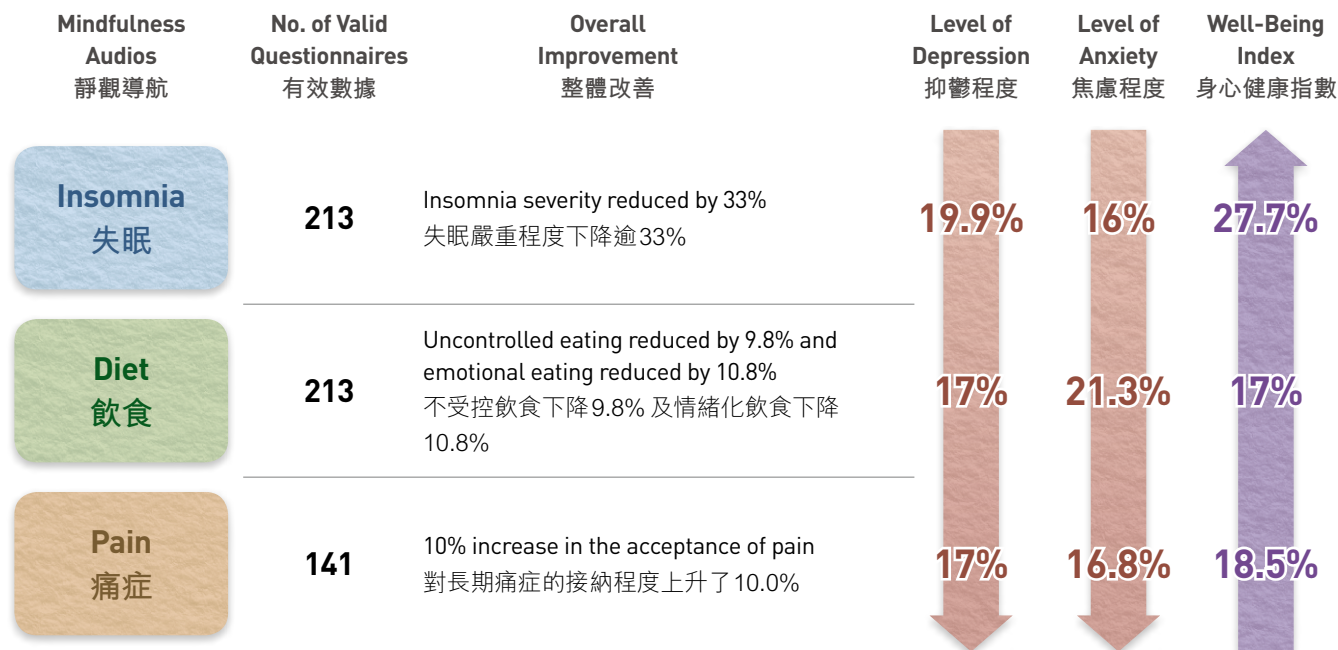 Mindfulness
Audios
靜觀導航
No. of Valid
Questionnaires
有效數據
Overall
Improvement
整體改善
Level of
Depression
抑鬱程度
Level of
Anxiety
焦慮程度
Well-Being
Index
身心健康指數
Insomnia
失眠
213
Insomnia severity reduced by 33%
失眠嚴重程度下降逾33%
19.9%
16%
27.7%
Diet
飲食
213
Uncontrolled eating reduced by 9.8% and
emotional eating reduced by 10.8%
不受控飲食下降9.8% 及情緒化飲食下降
10.8%
17%
21.3%
17%
Pain
痛症
141
10% increase in the acceptance of pain
對長期痛症的接納程度上升了10.0%
17%
16.8%
18.5%